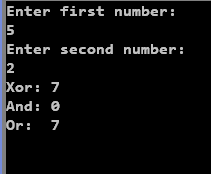 Enter first number:
5
Enter second number:
2
Xor: 7
And: 0
Or:  7